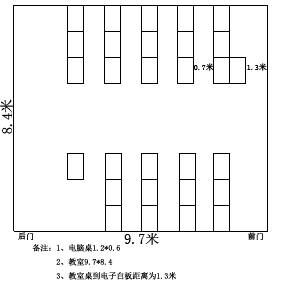 0.7米
1.3米
8.4米
后门
9.7米
前门
备注：1、电脑桌1.2*0.6
2、教室9.7*8.4
3、教室桌到电子白板距离为1.3米